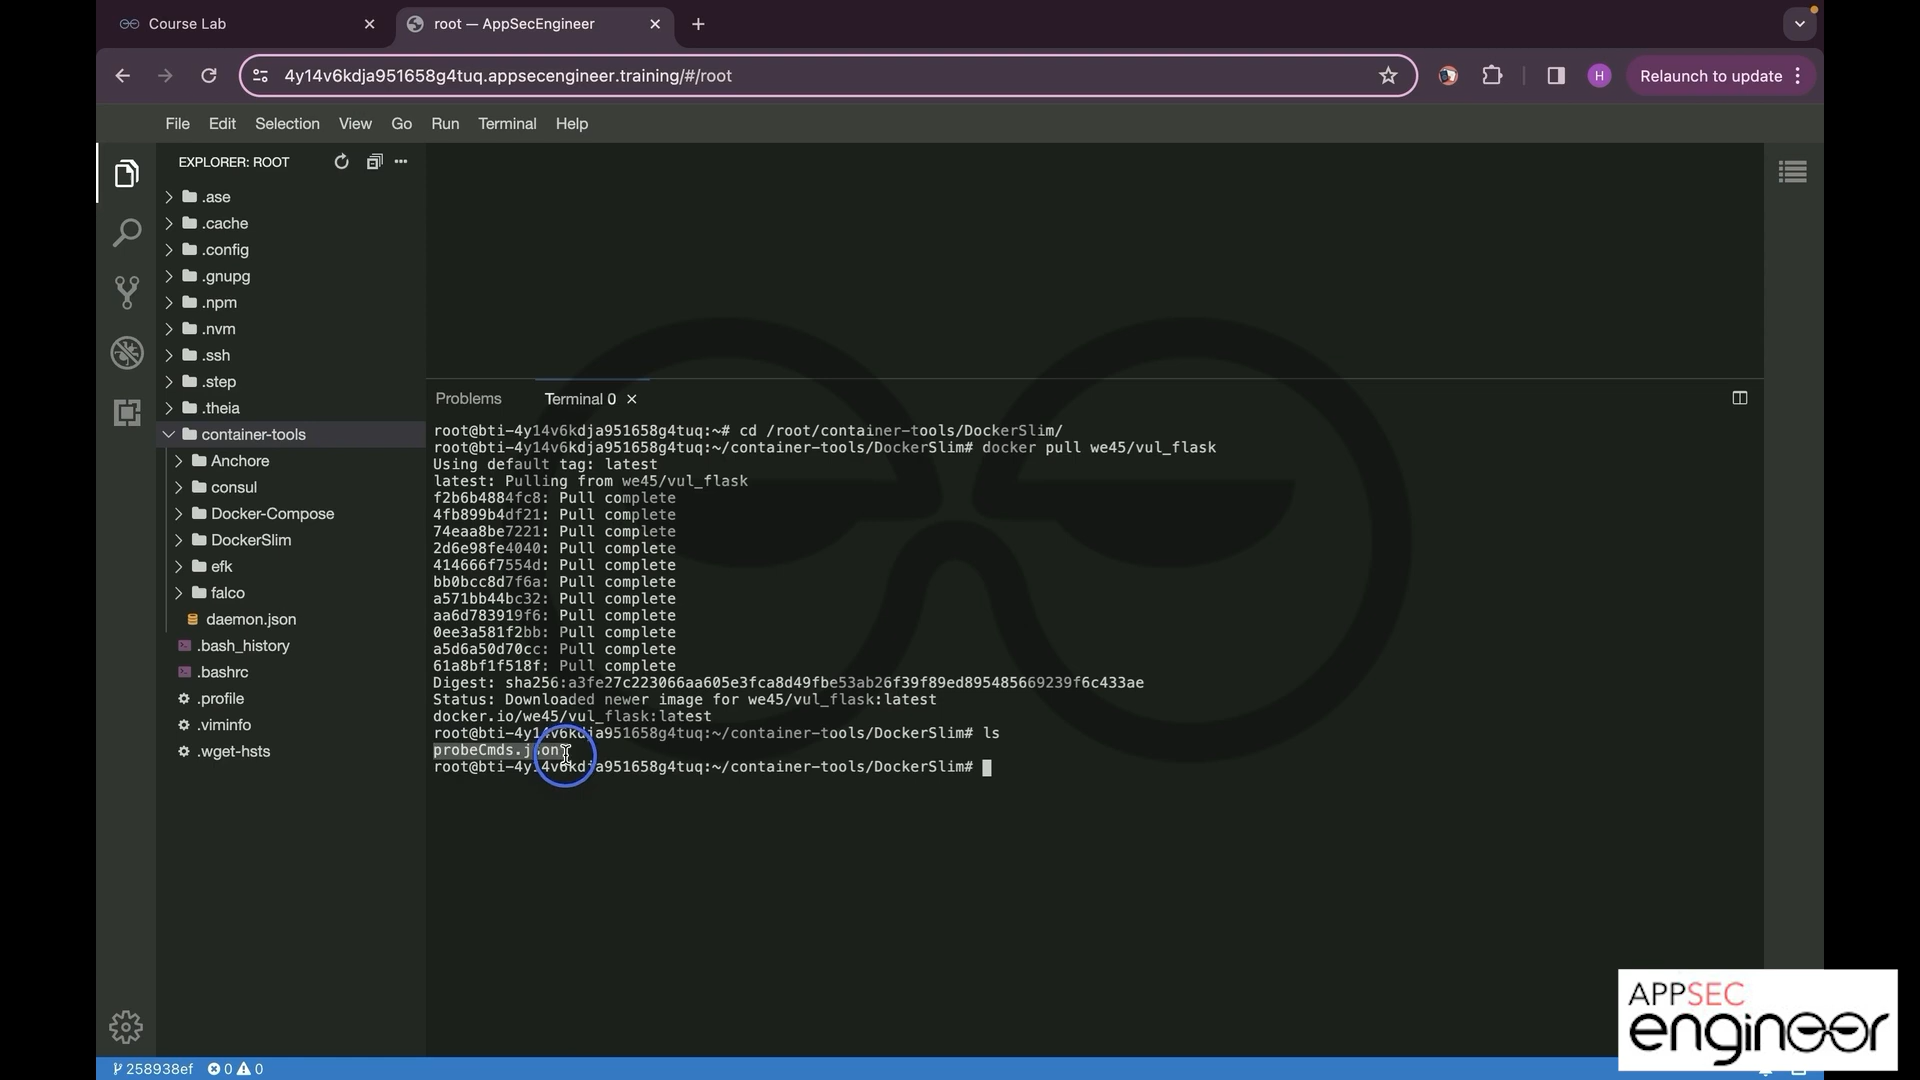 Course Lab
root — AppSecEngineer
4y14v6kdja951658g4tuq.appsecengineer.training/#/root
H
Relaunch to update
File Edit Selection View Go Run Terminal Help
EXPLORER: ROOT
.ase
.cache
.config
.gnupg
.npm
.nvm
.ssh
.step
.theia
container-tools
Anchore
consul
Docker-Compose
DockerSlim
efk
falco
daemon.json
.bash_history
.bashrc
.profile
.viminfo
.wget-hsts
Problems Terminal 0
root@bti-4y14v6kdja951658g4tuq:~# cd /root/container-tools/DockerSlim/
root@bti-4y14v6kdja951658g4tuq:~/container-tools/DockerSlim# docker pull we45/vul_flask
Using default tag: latest
latest: Pulling from we45/vul_flask
f2b6b4884fc8: Pull complete
4fb899b4df21: Pull complete
74eaa8be7221: Pull complete
2d6e98fe4040: Pull complete
414666f7554d: Pull complete
bb0bcc8d7f6a: Pull complete
a571bb44bc32: Pull complete
aa6d783919f6: Pull complete
0ee3a581f2bb: Pull complete
a5d6a50d70cc: Pull complete
61a8bf1f518f: Pull complete
Digest: sha256:a3fe27c223066aa605e3fca8d49fbe53ab26f39f89ed895485669239f6c433ae
Status: Downloaded newer image for we45/vul_flask:latest
docker.io/we45/vul_flask:latest
root@bti-4y14v6kdja951658g4tuq:~/container-tools/DockerSlim# ls
probeCmds.json
root@bti-4y14v6kdja951658g4tuq:~/container-tools/DockerSlim#
258938ef 0 0
APPSEC
engineer